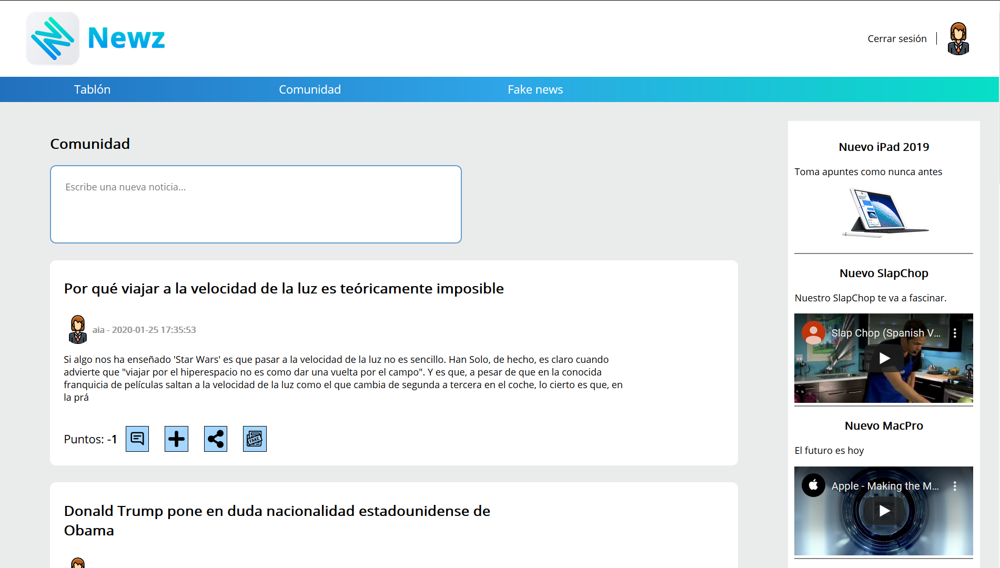 Newz
Cerrar sesión
Tablón
Comunidad
Fake news
Comunidad
Escribe una nueva noticia...
Por qué viajar a la velocidad de la luz es teóricamente imposible
aia - 2020-01-25 17:35:53
Si algo nos ha enseñado 'Star Wars' es que pasar a la velocidad de la luz no es sencillo. Han Solo, de hecho, es claro cuando
advierte que "viajar por el hiperespacio no es como dar una vuelta por el campo". Y es que, a pesar de que en la conocida
franquicia de películas saltan a la velocidad de la luz como el que cambia de segunda a tercera en el coche, lo cierto es que, en
la prá
Puntos: -1
FAKE
Donald Trump pone en duda nacionalidad estadounidense de
Obama
Nuevo iPad 2019
Toma apuntes como nunca antes
Nuevo SlapChop
Nuestro SlapChop te va a fascinar.
Slap Chop (Spanish V...
Nuevo MacPro
El futuro es hoy
Apple - Making the M...